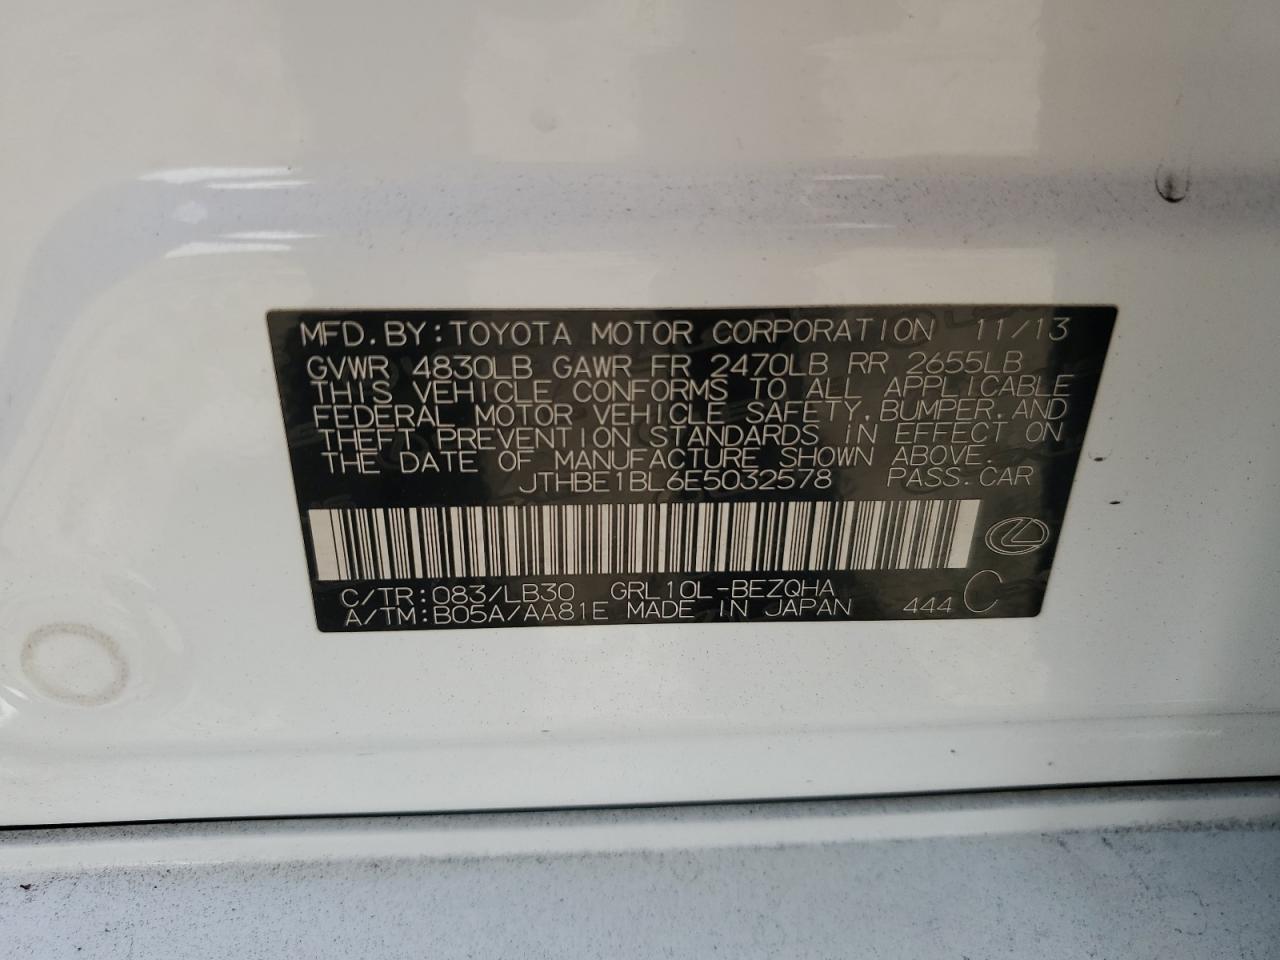 MFD. BY: TOYOTA MOTOR CORPORATION 11/13
GVWR 4830LB GAWR FR 2470LB RR 2655LB
THIS VEHICLE CONFORMS TO ALL APPLICABLE
FEDERAL MOTOR VEHICLE SAFETY, BUMPER, AND
THEFT PREVENTION STANDARDS IN EFFECT ON
THE DATE OF MANUFACTURE SHOWN ABOVE.
JTHBE1BL6E5032578 PASS. CAR
C/TR: 083/LB30 GRL10L-BEZQHA
A/TM: B05A/AA81E MADE IN JAPAN 444 C